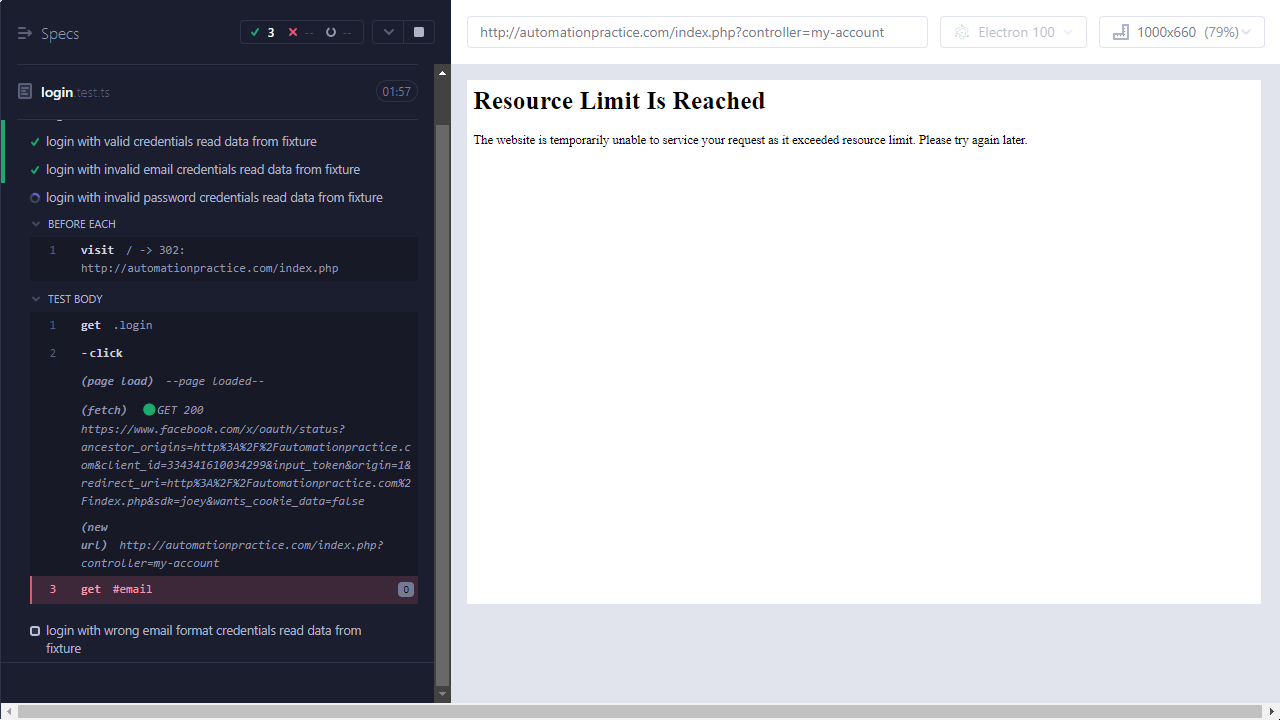 Specs
3 -- --
login.test.ts
01:57
login with valid credentials read data from fixture
login with invalid email credentials read data from fixture
login with invalid password credentials read data from fixture
BEFORE EACH
1 visit / -> 302:
http://automationpractice.com/index.php
TEST BODY
1 get .login
2 -click
(page load) --page loaded--
(fetch) GET 200
https://www.facebook.com/x/oauth/status?
ancestor_origins=http%3A%2F%2Fautomationpractice.c
om&client_id=334341610034299&input_token&origin=1&
redirect_uri=http%3A%2F%2Fautomationpractice.com%2
Findex.php&sdk=joey&wants_cookie_data=false
(new
url) http://automationpractice.com/index.php?
controller=my-account
3 get #email 0
login with wrong email format credentials read data from
fixture
http://automationpractice.com/index.php?controller=my-account
Electron 100
1000x660 (79%)
Resource Limit Is Reached
The website is temporarily unable to service your request as it exceeded resource limit. Please try again later.